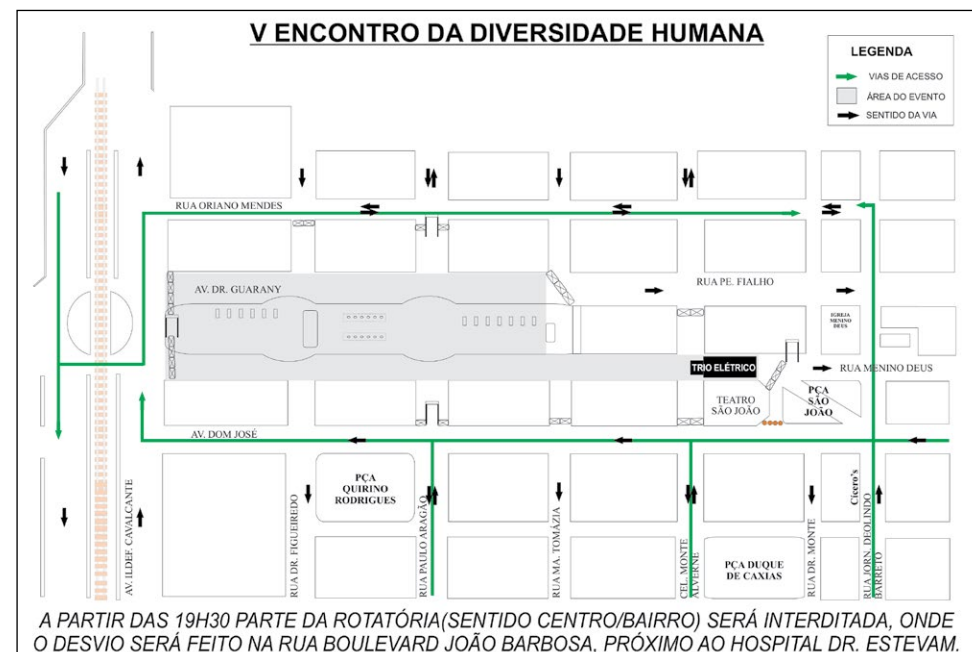 V ENCONTRO DA DIVERSIDADE HUMANA
LEGENDA
VIAS DE ACESSO
ÁREA DO EVENTO
SENTIDO DA VIA
RUA ORIANO MENDES
AV. DR. GUARANY
RUA PE. FIALHO
IGREJA
MENINO
DEUS
TRIO ELÉTRICO
RUA MENINO DEUS
TEATRO
SÃO JOÃO
PÇA
SÃO
JOÃO
AV. DOM JOSÉ
PÇA
QUIRINO
RODRIGUES
Cícero's
AV. ILDEF. CAVALCANTE
RUA DR. FIGUEIREDO
RUA PAULO ARAGÃO
RUA MA. TOMÁZIA
CEL. MONTE
ALVERNE
PÇA DUQUE
DE CAXIAS
RUA DR. MONTE
RUA JORN. DEOLINDO
BARRETO
A PARTIR DAS 19H30 PARTE DA ROTATÓRIA(SENTIDO CENTRO/BAIRRO) SERÁ INTERDITADA, ONDE
O DESVIO SERÁ FEITO NA RUA BOULEVARD JOÃO BARBOSA, PRÓXIMO AO HOSPITAL DR. ESTEVAM.